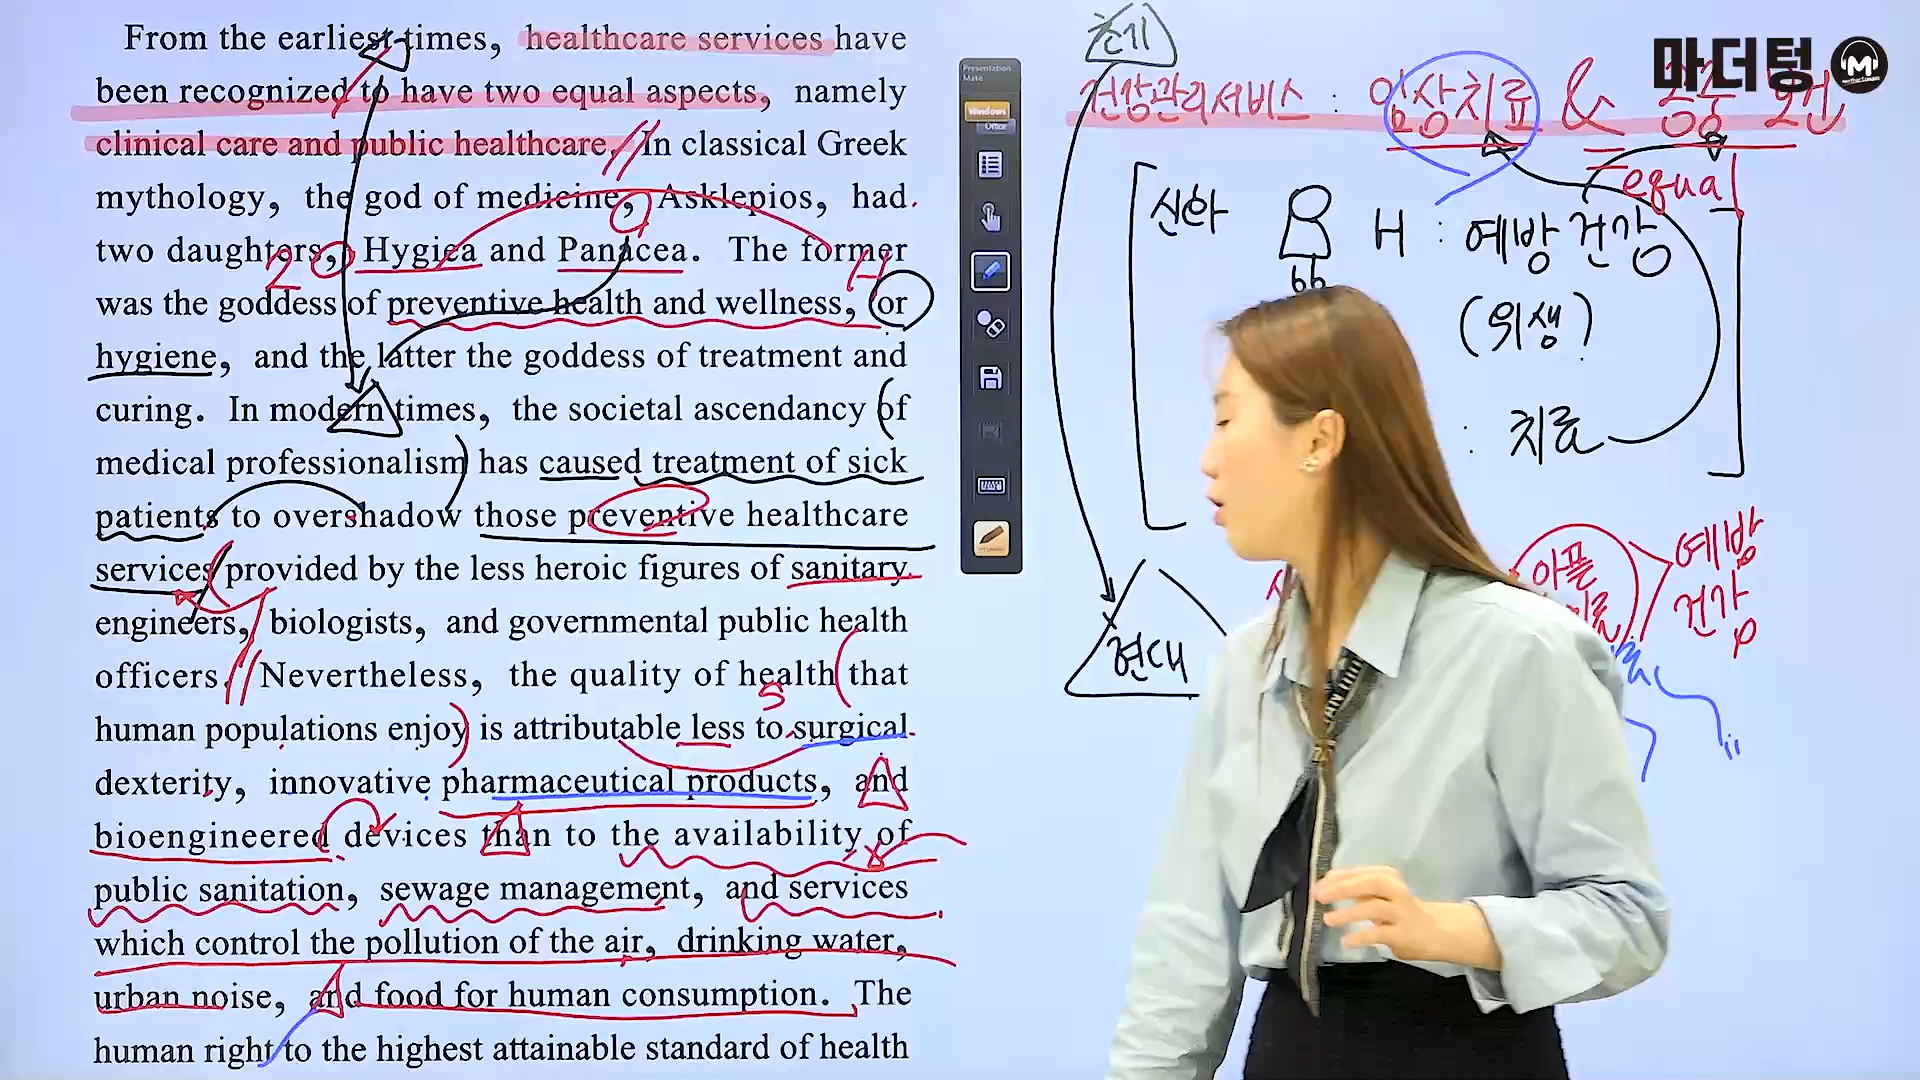 From the earliest times, healthcare services have
been recognized to have two equal aspects, namely
clinical care and public healthcare. In classical Greek
mythology, the god of medicine, Asklepios, had
two daughters, Hygiea and Panacea. The former
was the goddess of preventive health and wellness, or
hygiene, and the latter the goddess of treatment and
curing. In modern times, the societal ascendancy of
medical professionalism has caused treatment of sick
patients to overshadow those preventive healthcare
services provided by the less heroic figures of sanitary
engineers, biologists, and governmental public health
officers. Nevertheless, the quality of health that
human populations enjoy is attributable less to surgical
dexterity, innovative pharmaceutical products, and
bioengineered devices than to the availability of
public sanitation, sewage management, and services
which control the pollution of the air, drinking water,
urban noise, and food for human consumption. The
human right to the highest attainable standard of health
2
H
s
Presentation
Mate
Windows
Office
마더텅
M
초기
건강관리서비스 : 임상치료 & 공중 보건
= equal
신화
H : 예방 건강
(위생)
: 치료
현대
아플
예방
건강